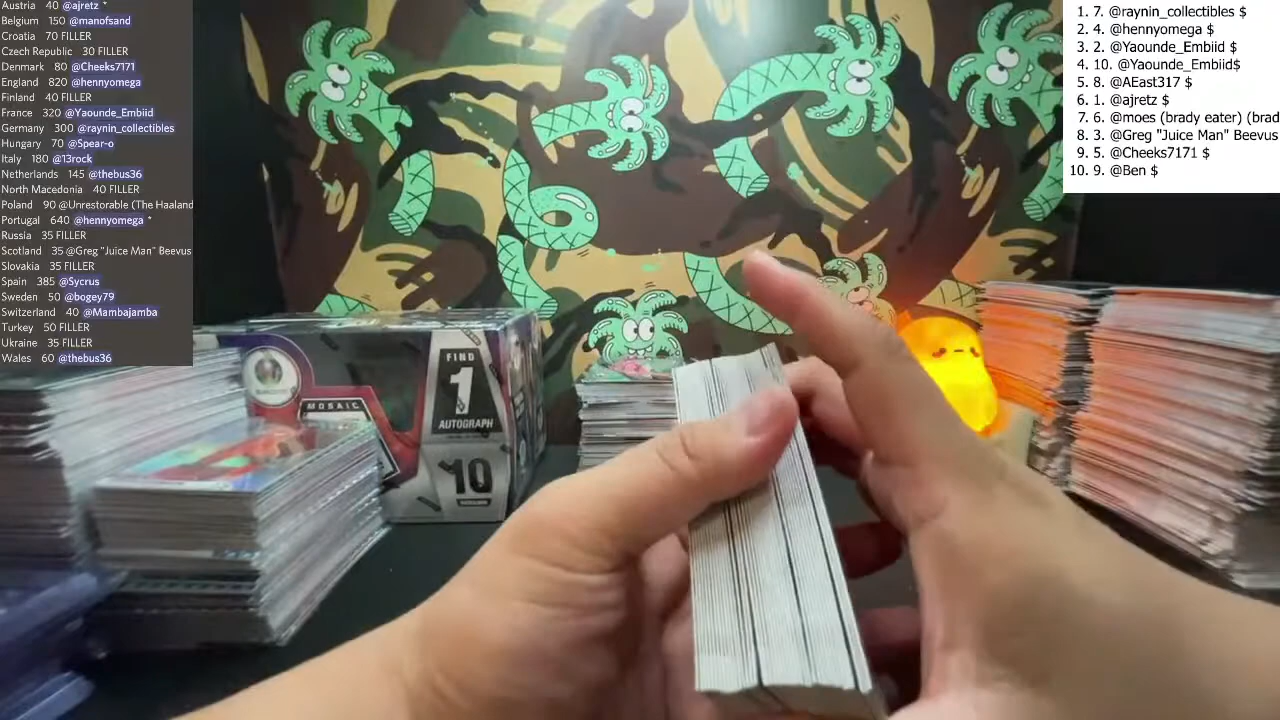 Austria 40 @ajretz *
Belgium 150 @manofsand
Croatia 70 FILLER
Czech Republic 30 FILLER
Denmark 80 @Cheeks7171
England 820 @hennyomega
Finland 40 FILLER
France 320 @Yaounde_Embiid
Germany 300 @raynin_collectibles
Hungary 70 @Spear-o
Italy 180 @13rock
Netherlands 145 @thebus36
North Macedonia 40 FILLER
Poland 90 @Unrestorable (The Haaland
Portugal 640 @hennyomega *
Russia 35 FILLER
Scotland 35 @Greg "Juice Man" Beevus
Slovakia 35 FILLER
Spain 385 @Sycrus
Sweden 50 @bogey79
Switzerland 40 @Mambajamba
Turkey 50 FILLER
Ukraine 35 FILLER
Wales 60 @thebus36
1. 7. @raynin_collectibles $
2. 4. @hennyomega $
3. 2. @Yaounde_Embiid $
4. 10. @Yaounde_Embiid$
5. 8. @AEast317 $
6. 1. @ajretz $
7. 6. @moes (brady eater) (brad
8. 3. @Greg "Juice Man" Beevus
9. 5. @Cheeks7171 $
10. 9. @Ben $
MOSAIC
FIND
1
AUTOGRAPH
10